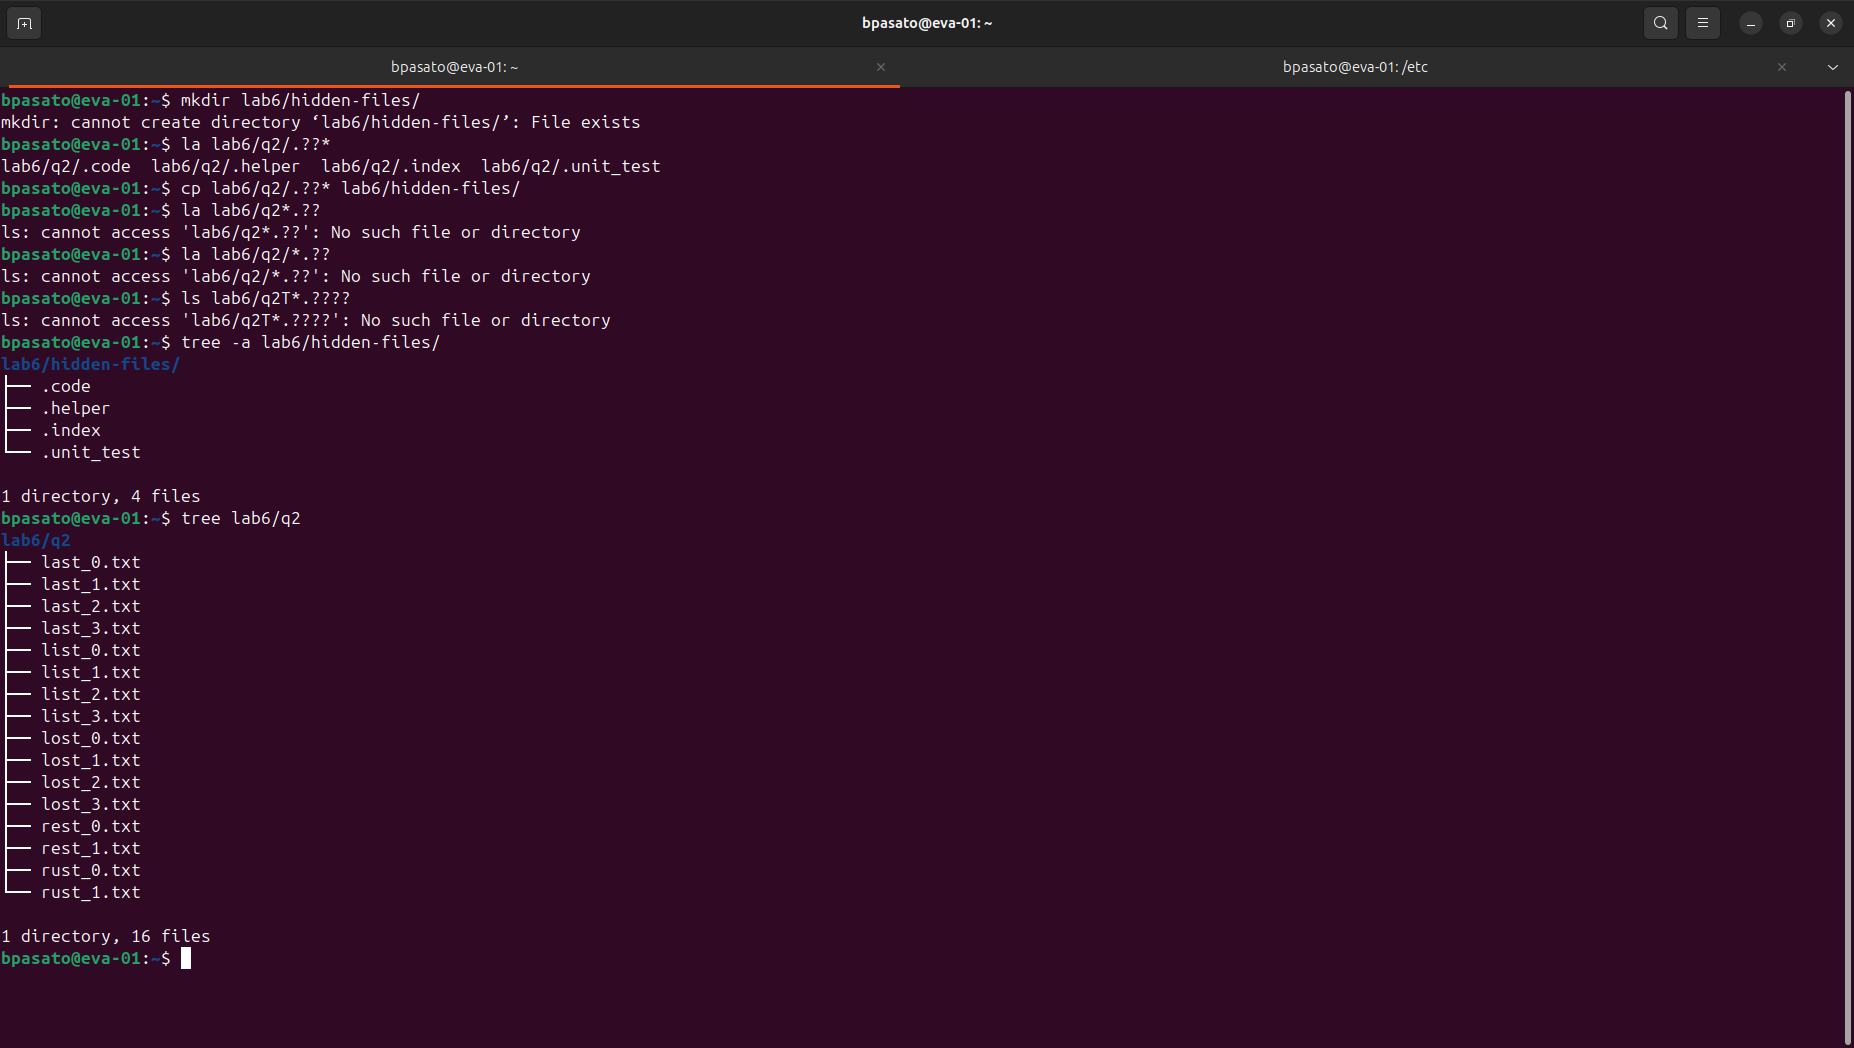 bpasato@eva-01: ~
bpasato@eva-01: ~
bpasato@eva-01: /etc
bpasato@eva-01:~$ mkdir lab6/hidden-files/
mkdir: cannot create directory ‘lab6/hidden-files/’: File exists
bpasato@eva-01:~$ la lab6/q2/.??*
lab6/q2/.code  lab6/q2/.helper  lab6/q2/.index  lab6/q2/.unit_test
bpasato@eva-01:~$ cp lab6/q2/.??* lab6/hidden-files/
bpasato@eva-01:~$ la lab6/q2*.??
ls: cannot access 'lab6/q2*.??': No such file or directory
bpasato@eva-01:~$ la lab6/q2/*.??
ls: cannot access 'lab6/q2/*.??': No such file or directory
bpasato@eva-01:~$ ls lab6/q2T*.????
ls: cannot access 'lab6/q2T*.????': No such file or directory
bpasato@eva-01:~$ tree -a lab6/hidden-files/
lab6/hidden-files/
├── .code
├── .helper
├── .index
└── .unit_test
1 directory, 4 files
bpasato@eva-01:~$ tree lab6/q2
lab6/q2
├── last_0.txt
├── last_1.txt
├── last_2.txt
├── last_3.txt
├── list_0.txt
├── list_1.txt
├── list_2.txt
├── list_3.txt
├── lost_0.txt
├── lost_1.txt
├── lost_2.txt
├── lost_3.txt
├── rest_0.txt
├── rest_1.txt
├── rust_0.txt
└── rust_1.txt
1 directory, 16 files
bpasato@eva-01:~$